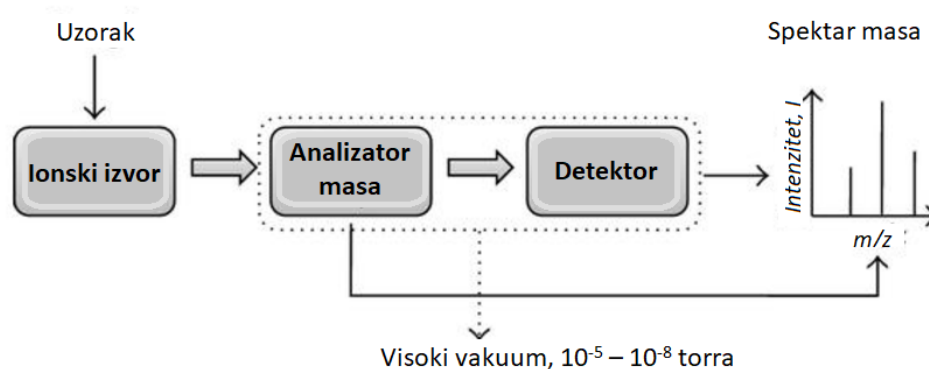 Uzorak
Spektar masa
Ionski izvor
Analizator
masa
Detektor
Intenzitet, I
m/z
Visoki vakuum, 10⁻⁵ – 10⁻⁸ torra